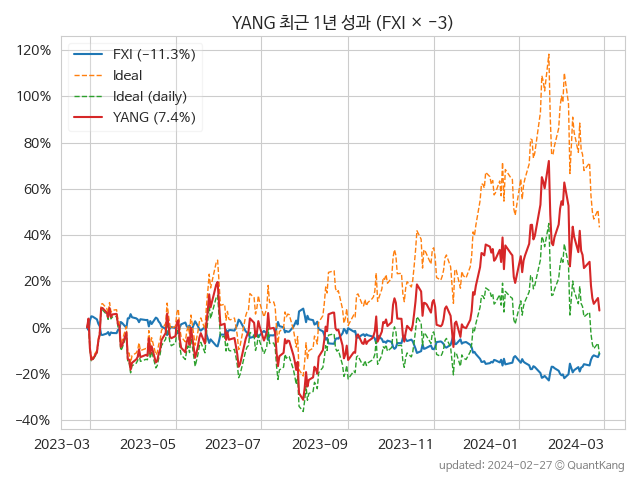 YANG 최근 1년 성과 (FXI × −3)
FXI (−11.3%)
Ideal
Ideal (daily)
YANG (7.4%)
120%
100%
80%
60%
40%
20%
0%
−20%
−40%
2023-03 2023-05 2023-07 2023-09 2023-11 2024-01 2024-03
updated: 2024-02-27 ⓒ QuantKang